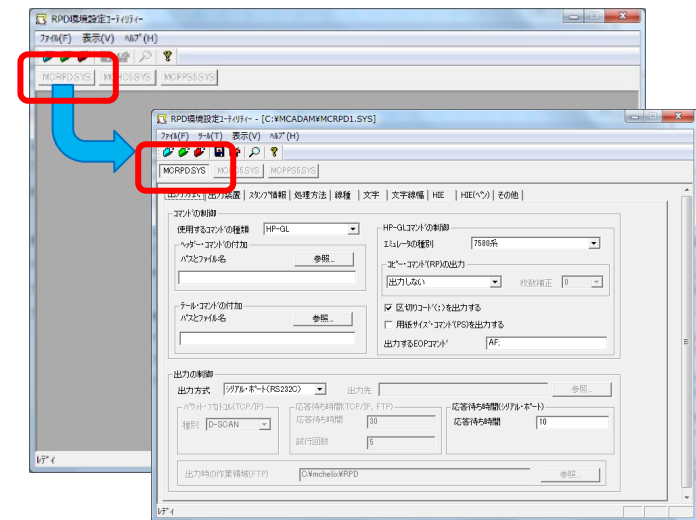 RPD環境設定ﾕｰﾃｨﾘﾃｨｰ
ﾌｧｲﾙ(F) 表示(V) ﾍﾙﾌﾟ(H)
MCRPDSYS MCHC5SYS MCPPS5SYS
RPD環境設定ﾕｰﾃｨﾘﾃｨｰ - [C:¥MCADAM¥MCRPD1.SYS]
ﾌｧｲﾙ(F) ﾂｰﾙ(T) 表示(V) ﾍﾙﾌﾟ(H)
MCRPDSYS MCHC5SYS MCPPS5SYS
出力方式 出力装置 ｽﾀﾝﾌﾟ情報 処理方法 線種 文字 文字線幅 HIE HIE(ﾍﾟﾝ) その他
ｺﾏﾝﾄﾞの制御
使用するｺﾏﾝﾄﾞの種類 HP-GL
ﾍｯﾀﾞｰ･ｺﾏﾝﾄﾞの付加
ﾊﾟｽとﾌｧｲﾙ名 参照...
ﾃｰﾙ･ｺﾏﾝﾄﾞの付加
ﾊﾟｽとﾌｧｲﾙ名 参照...
HP-GLｺﾏﾝﾄﾞの制御
ｴﾐｭﾚｰﾀの種別 7580系
ｺﾋﾟｰ･ｺﾏﾝﾄﾞ(RP)の出力
出力しない 枚数補正 0
区切りｺｰﾄﾞ(;)を出力する
用紙ｻｲｽﾞ･ｺﾏﾝﾄﾞ(PS)を出力する
出力するEOPｺﾏﾝﾄﾞ AF;
出力の制御
出力方式 ｼﾘｱﾙ･ﾎﾟｰﾄ(RS232C) 出力先 参照...
ﾊﾟｹｯﾄ･ﾌﾟﾛﾄｺﾙ(TCP/IP)
種別 D-SCAN
応答待ち時間(TCP/IP, FTP)
応答待ち時間 30
試行回数 5
応答待ち時間(ｼﾘｱﾙ･ﾎﾟｰﾄ)
応答待ち時間 10
出力時の作業領域(FTP) C:¥mchelix¥RPD 参照...
ﾚﾃﾞｨ
ﾚﾃﾞｨ